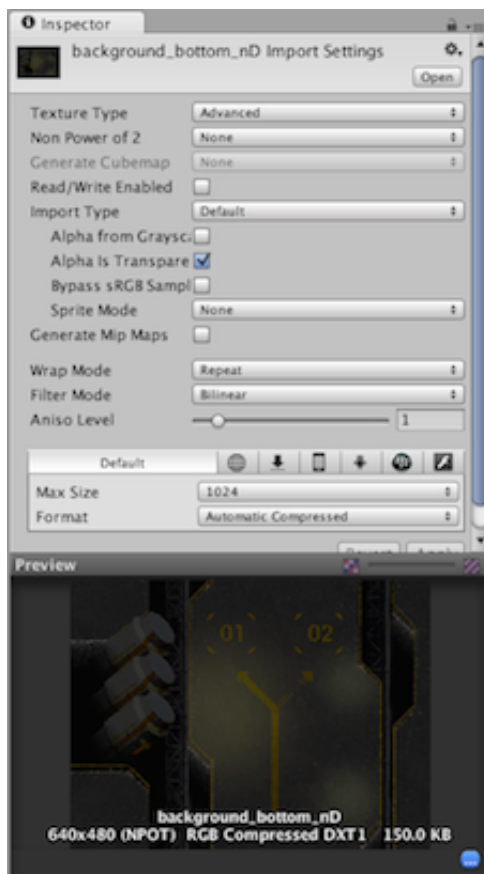 Inspector
background_bottom_nD Import Settings
Open
Texture Type Advanced
Non Power of 2 None
Generate Cubemap None
Read/Write Enabled
Import Type Default
Alpha from Graysca
Alpha Is Transpare
Bypass sRGB Sampl
Sprite Mode None
Generate Mip Maps
Wrap Mode Repeat
Filter Mode Bilinear
Aniso Level 1
Default
Max Size 1024
Format Automatic Compressed
Revert Apply
Preview
01 02
background_bottom_nD
640x480 (NPOT) RGB Compressed DXT1 150.0 KB